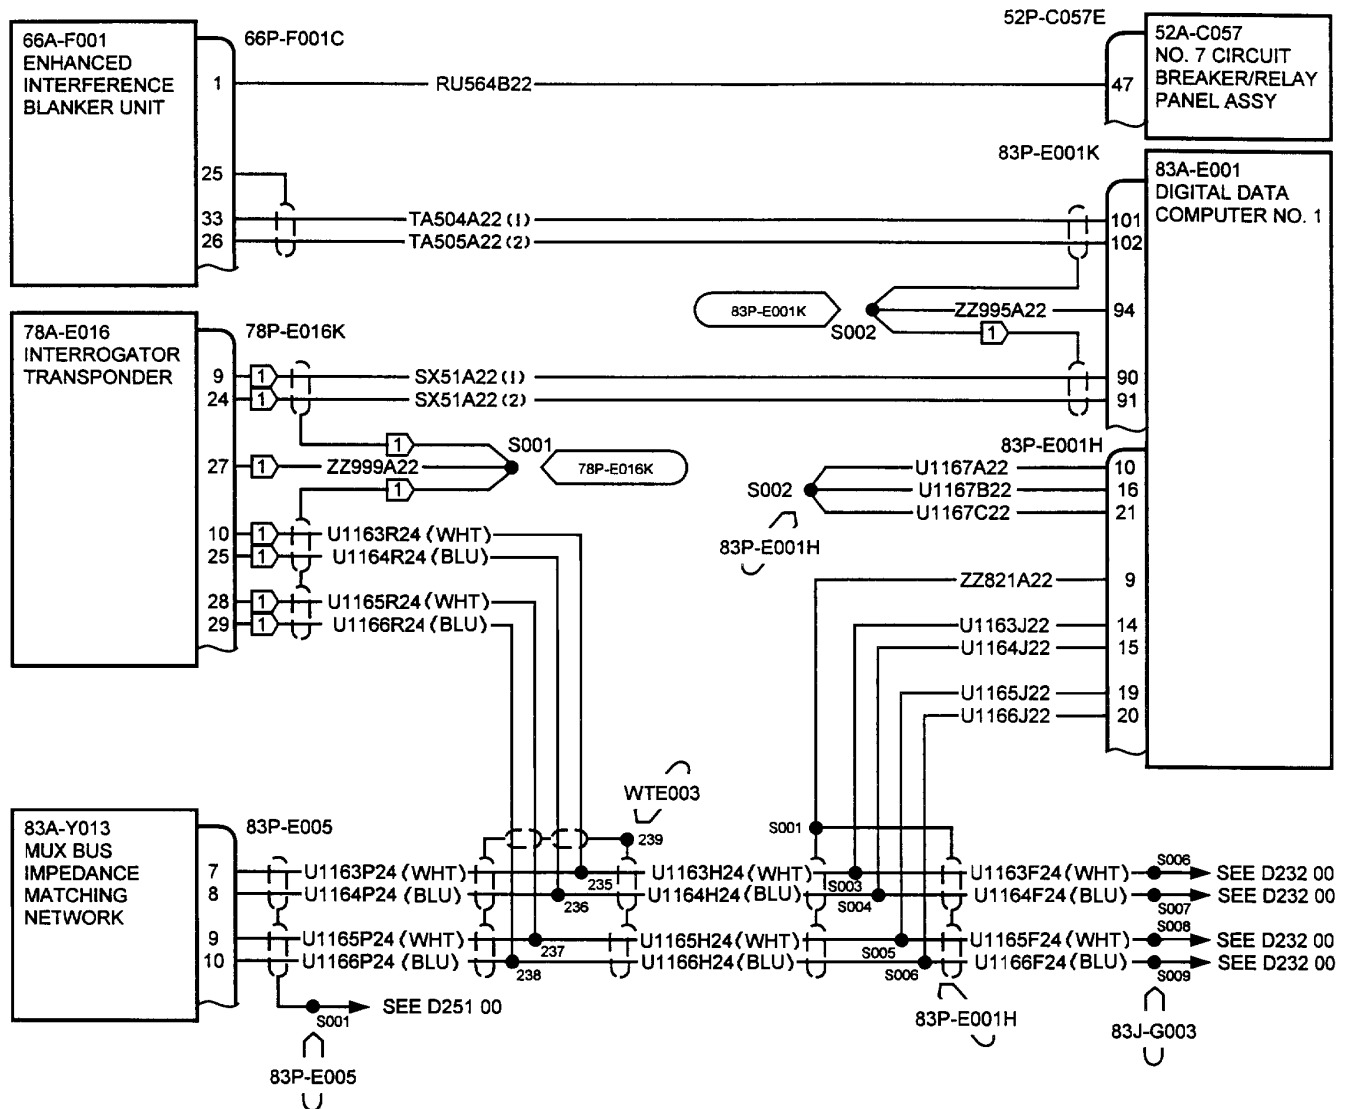 66A-F001
ENHANCED
INTERFERENCE
BLANKER UNIT
66P-F001C
1
RU564B22
25
33
TA504A22 (1)
26
TA505A22 (2)
52P-C057E
52A-C057
NO. 7 CIRCUIT
BREAKER/RELAY
PANEL ASSY
47
83P-E001K
83A-E001
DIGITAL DATA
COMPUTER NO. 1
101
102
83P-E001K
S002
ZZ995A22
94
1
90
91
78A-E016
INTERROGATOR
TRANSPONDER
78P-E016K
9
1
SX51A22 (1)
24
1
SX51A22 (2)
1
S001
27
1
ZZ999A22
78P-E016K
1
10
1
U1163R24 (WHT)
25
1
U1164R24 (BLU)
28
1
U1165R24 (WHT)
29
1
U1166R24 (BLU)
83P-E001H
U1167A22
10
S002
U1167B22
16
U1167C22
21
83P-E001H
ZZ821A22
9
U1163J22
14
U1164J22
15
U1165J22
19
U1166J22
20
WTE003
83A-Y013
MUX BUS
IMPEDANCE
MATCHING
NETWORK
83P-E005
239
S001
7
U1163P24 (WHT)
235
U1163H24 (WHT)
S003
U1163F24 (WHT)
S006
SEE D232 00
8
U1164P24 (BLU)
236
U1164H24 (BLU)
S004
U1164F24 (BLU)
S007
SEE D232 00
9
U1165P24 (WHT)
237
U1165H24 (WHT)
S005
U1165F24 (WHT)
S008
SEE D232 00
10
U1166P24 (BLU)
238
U1166H24 (BLU)
S006
U1166F24 (BLU)
S009
SEE D232 00
S001
SEE D251 00
83P-E005
83P-E001H
83J-G003